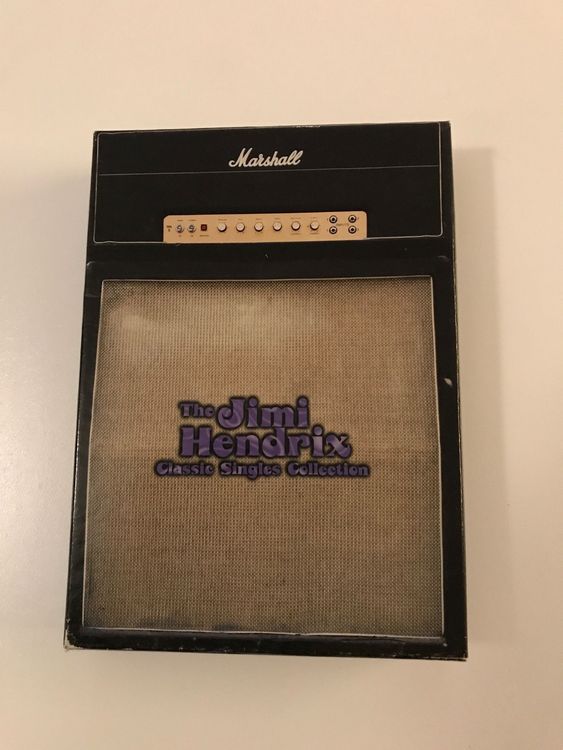 Marshall
The Jimi
Hendrix
Classic Singles Collection